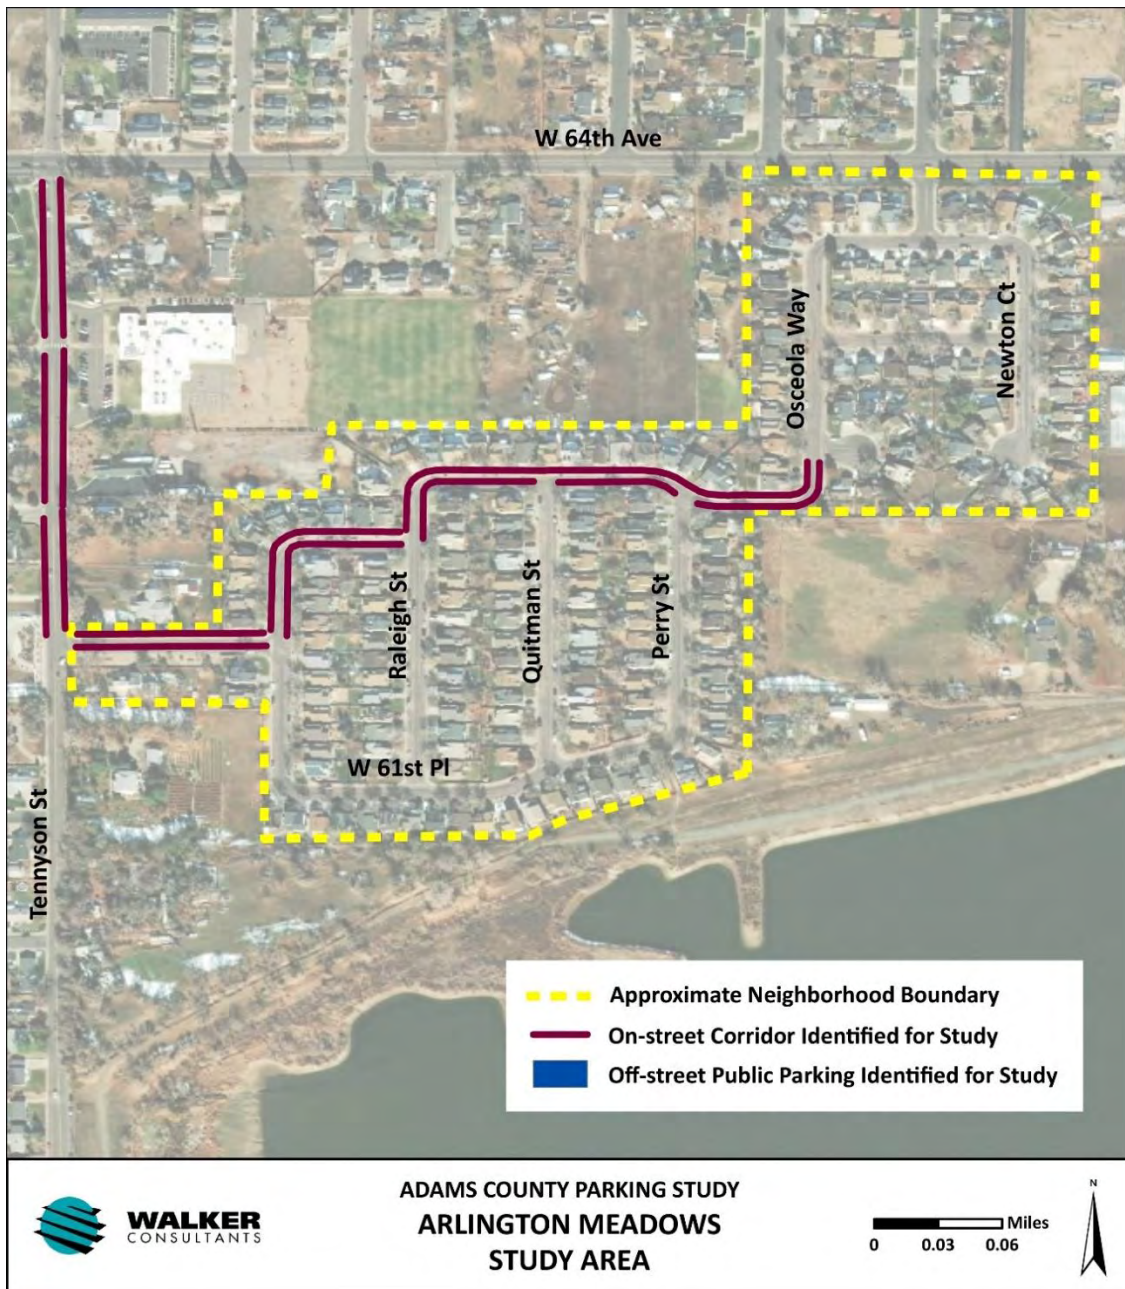 W 64th Ave
Osceola Way
Newton Ct
Raleigh St
Quitman St
Perry St
W 61st Pl
Tennyson St
Approximate Neighborhood Boundary
On-street Corridor Identified for Study
Off-street Public Parking Identified for Study
WALKER
CONSULTANTS
ADAMS COUNTY PARKING STUDY
ARLINGTON MEADOWS
STUDY AREA
Miles
0 0.03 0.06
N